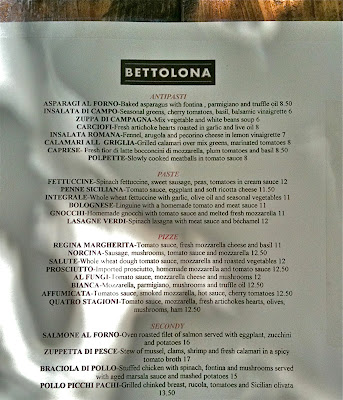 BETTOLONA
ANTIPASTI
ASPARAGI AL FORNO-Baked asparagus with fontina , parmigiano and truffle oil 8.50
INSALATA DI CAMPO-Seasonal greens, cherry tomatoes, basil, balsamic vinaigrette 6
ZUPPA DI CAMPAGNA-Mix vegetable and white beans soup 6
CARCIOFI-Fresh artichoke hearts roasted in garlic and live oil 8
INSALATA ROMANA-Fennel, arugola and pecorino cheese in lemon vinaigrette 7
CALAMARI ALL GRIGLIA-Grilled calamari over mix greens, marinated tomatoes 8
CAPRESE- Fresh fior di latte bocconcini di mozzarella, plum tomatoes and basil 8.50
POLPETTE-Slowly cooked meatballs in tomato sauce 8
PASTE
FETTUCCINE-Spinach fettuccine, sweet sausage, peas, tomatoes in cream sauce 12
PENNE SICILIANA-Tomato sauce, eggplant and soft ricotta cheese 11.50
INTEGRALE-Whole wheat fettuccine with garlic, olive oil and seasonal vegetables 11
BOLOGNESE-Linguine with a homemade tomato and meat sauce 11
GNOCCHI-Homemade gnocchi with tomato sauce and melted fresh mozzarella 11
LASAGNE VERDI-Spinach lasagna with meat sauce and béchamel 12
PIZZE
REGINA MARGHERITA-Tomato sauce, fresh mozzarella cheese and basil 11
NORCINA-Sausage, mushrooms, tomato sauce and mozzarella 12.50
SALUTE-Whole wheat dough tomato sauce, mozzarella and roasted vegetables 12
PROSCIUTTO-Imported prosciutto, homemade mozzarella and tomato sauce 12.50
AI FUNGI-Tomato sauce, mozzarella cheese and mushrooms 12
BIANCA-Mozzarella, parmigiano, mushrooms and truffle oil 12.50
AFFUMICATA-Tomatoes sauce, smoked mozzarella, hot sauce, cherry tomatoes 12.50
QUATRO STAGIONI-Tomato sauce, mozzarella, fresh artichokes hearts, olives,
mushrooms, ham 12.50
SECONDY
SALMONE AL FORNO-Oven roasted filet of salmon served with eggplant, zucchini
and potatoes 16
ZUPPETTA DI PESCE-Stew of mussel, clams, shrimp and fresh calamari in a spicy
tomato broth 17
BRACIOLA DI POLLO-Stuffed chicken with spinach, fontina and mushrooms served
with aged marsala sauce and mashed potatoes 15
POLLO PICCHI PACHI-Grilled chinked breast, rucola, tomatoes and Sicilian olivata
13.50